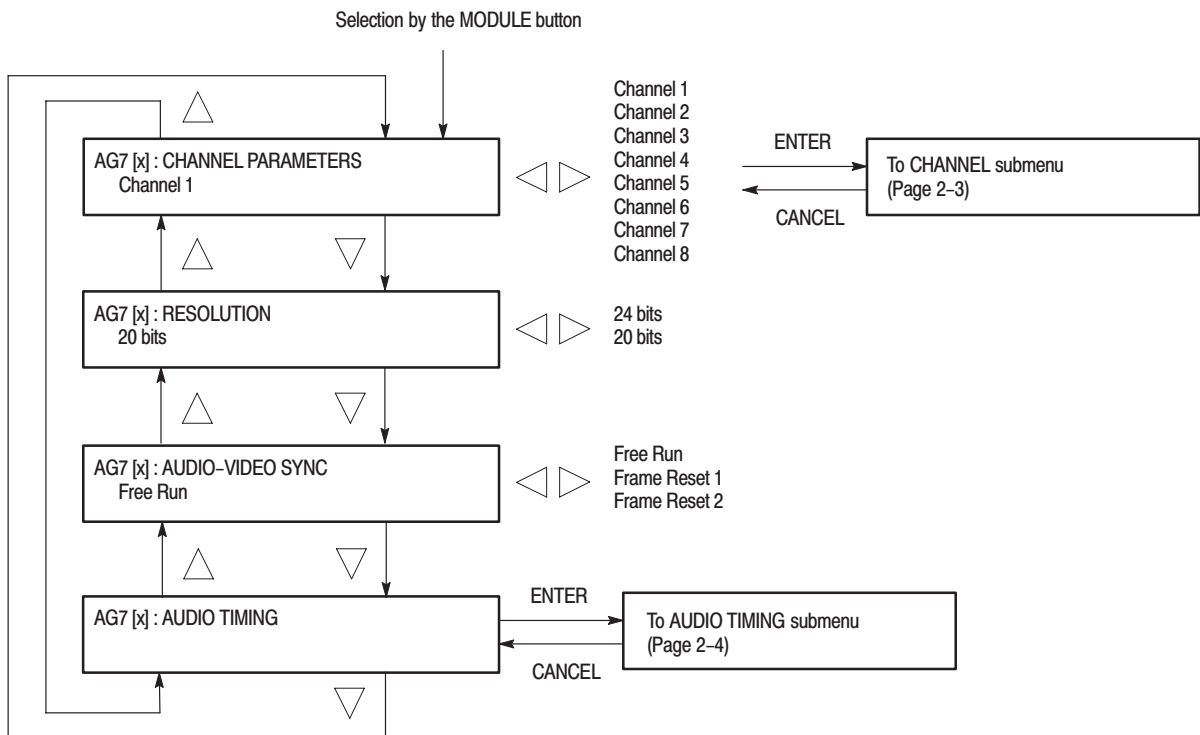 Selection by the MODULE button
AG7 [x] : CHANNEL PARAMETERS
Channel 1
Channel 1
Channel 2
Channel 3
Channel 4
Channel 5
Channel 6
Channel 7
Channel 8
ENTER
CANCEL
To CHANNEL submenu
(Page 2–3)
AG7 [x] : RESOLUTION
20 bits
24 bits
20 bits
AG7 [x] : AUDIO–VIDEO SYNC
Free Run
Free Run
Frame Reset 1
Frame Reset 2
AG7 [x] : AUDIO TIMING
ENTER
CANCEL
To AUDIO TIMING submenu
(Page 2–4)